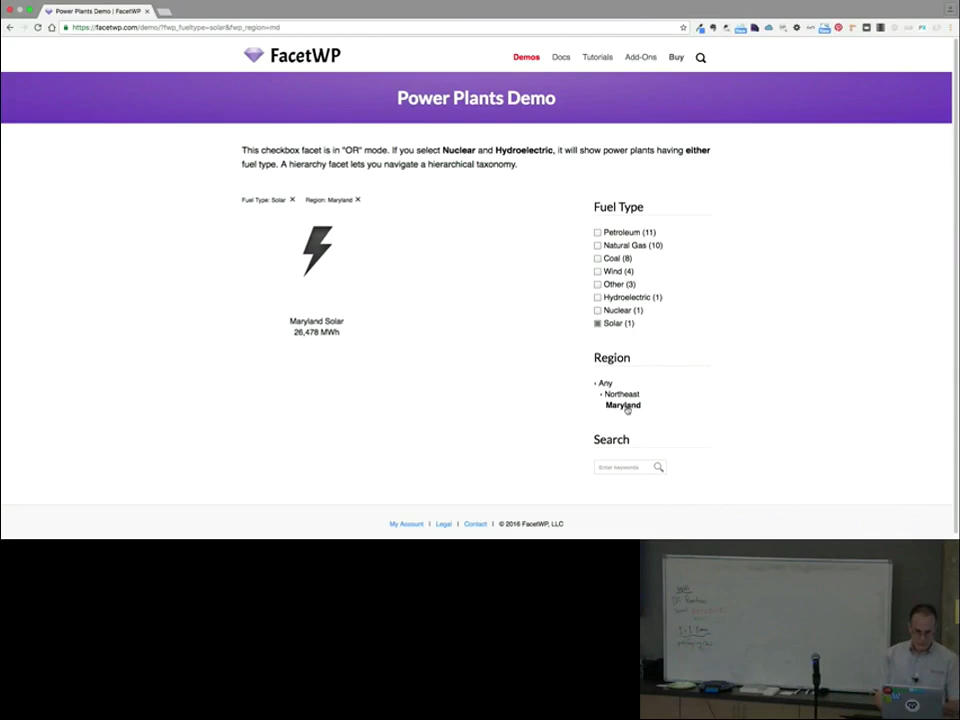 Power Plants Demo | FacetWP
https://facetwp.com/demo/?fwp_fueltype=solar&fwp_region=md
FacetWP
Demos Docs Tutorials Add-Ons Buy
Power Plants Demo
This checkbox facet is in "OR" mode. If you select Nuclear and Hydroelectric, it will show power plants having either
fuel type. A hierarchy facet lets you navigate a hierarchical taxonomy.
Fuel Type: Solar ✕ Region: Maryland ✕
Maryland Solar
26,478 MWh
Fuel Type
Petroleum (11)
Natural Gas (10)
Coal (8)
Wind (4)
Other (3)
Hydroelectric (1)
Nuclear (1)
Solar (1)
Region
‹ Any
‹ Northeast
Maryland
Search
Enter keywords
My Account | Legal | Contact | © 2016 FacetWP, LLC